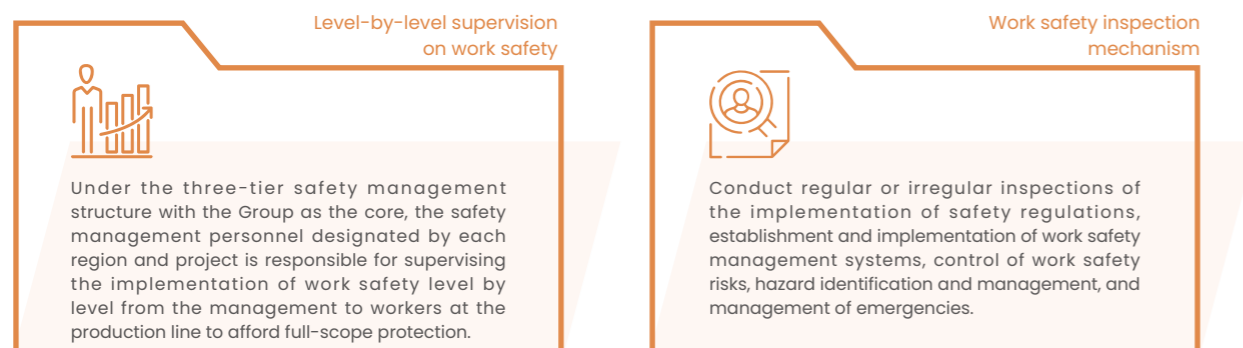 Level-by-level supervision
on work safety
Under the three-tier safety management
structure with the Group as the core, the safety
management personnel designated by each
region and project is responsible for supervising
the implementation of work safety level by
level from the management to workers at the
production line to afford full-scope protection.
Work safety inspection
mechanism
Conduct regular or irregular inspections of
the implementation of safety regulations,
establishment and implementation of work safety
management systems, control of work safety
risks, hazard identification and management, and
management of emergencies.